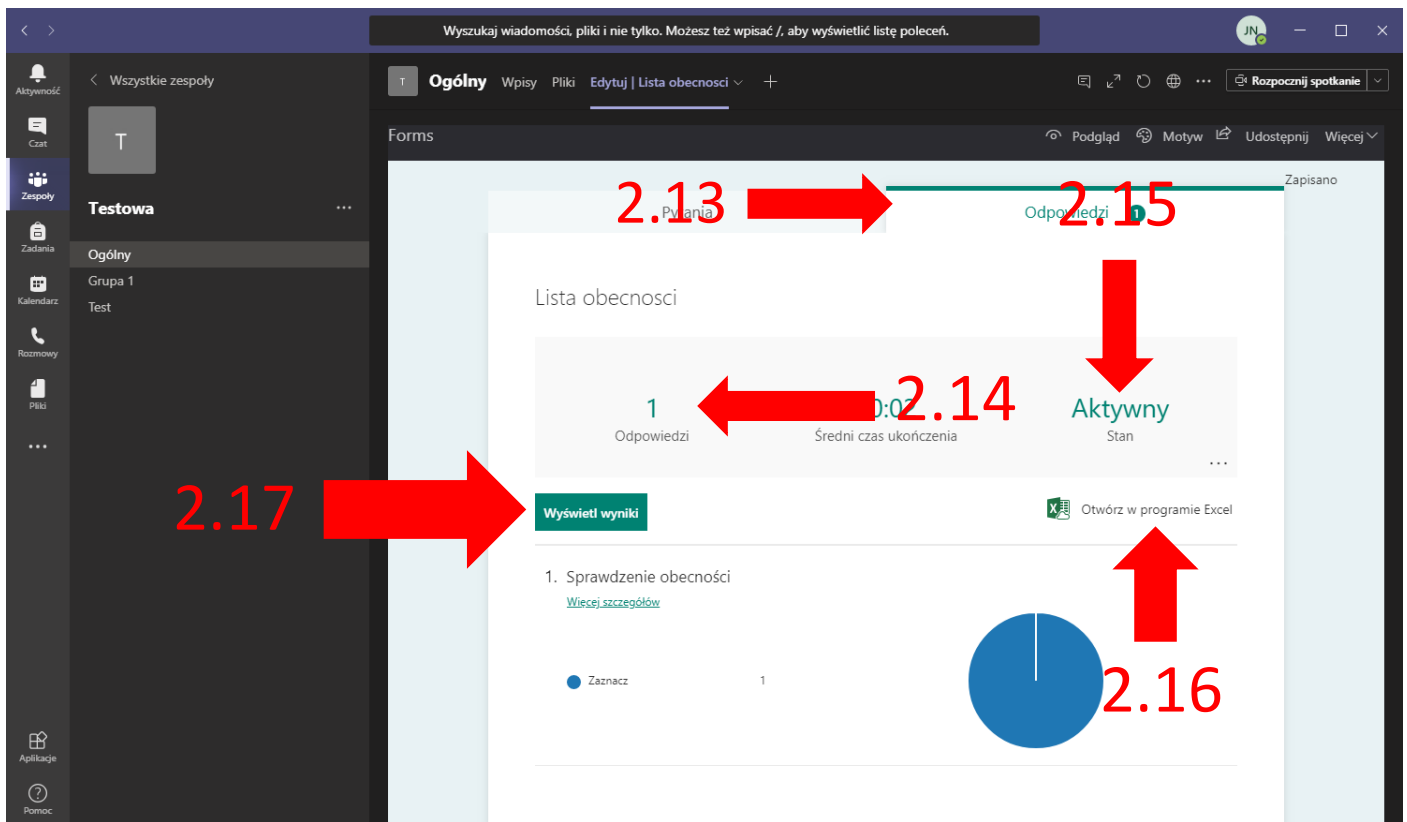 Wyszukaj wiadomości, pliki i nie tylko. Możesz też wpisać /, aby wyświetlić listę poleceń.
JN
Aktywność
Czat
Zespoły
Zadania
Kalendarz
Rozmowy
Pliki
Aplikacje
Pomoc
Wszystkie zespoły
T
Testowa
Ogólny
Grupa 1
Test
T Ogólny Wpisy Pliki Edytuj | Lista obecnosci
Rozpocznij spotkanie
Forms
Podgląd Motyw Udostępnij Więcej
Zapisano
Pytania
2.13
Odpowiedzi 1
2.15
Lista obecnosci
1
Odpowiedzi
2.14
Średni czas ukończenia
Aktywny
Stan
2.17
Wyświetl wyniki
Otwórz w programie Excel
2.16
1. Sprawdzenie obecności
Więcej szczegółów
Zaznacz 1